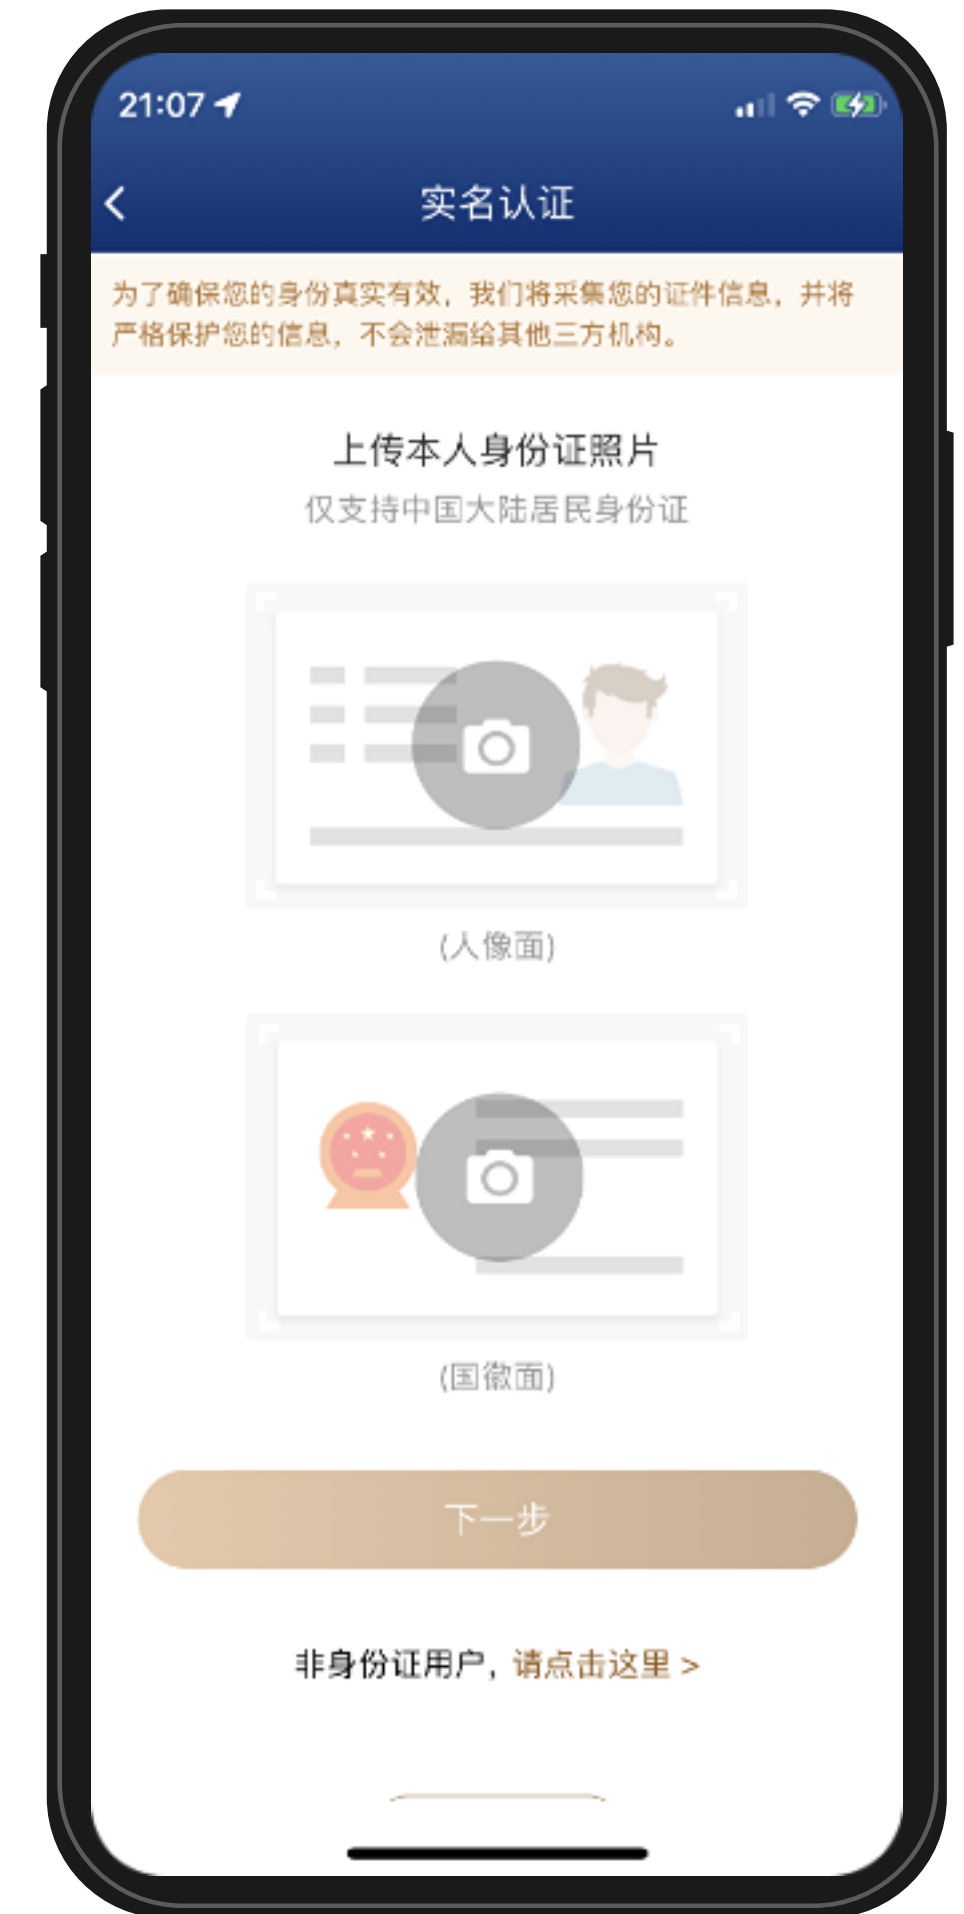 21:07
实名认证
为了确保您的身份真实有效，我们将采集您的证件信息，并将
严格保护您的信息，不会泄漏给其他三方机构。
上传本人身份证照片
仅支持中国大陆居民身份证
(人像面)
(国徽面)
下一步
非身份证用户，请点击这里 >